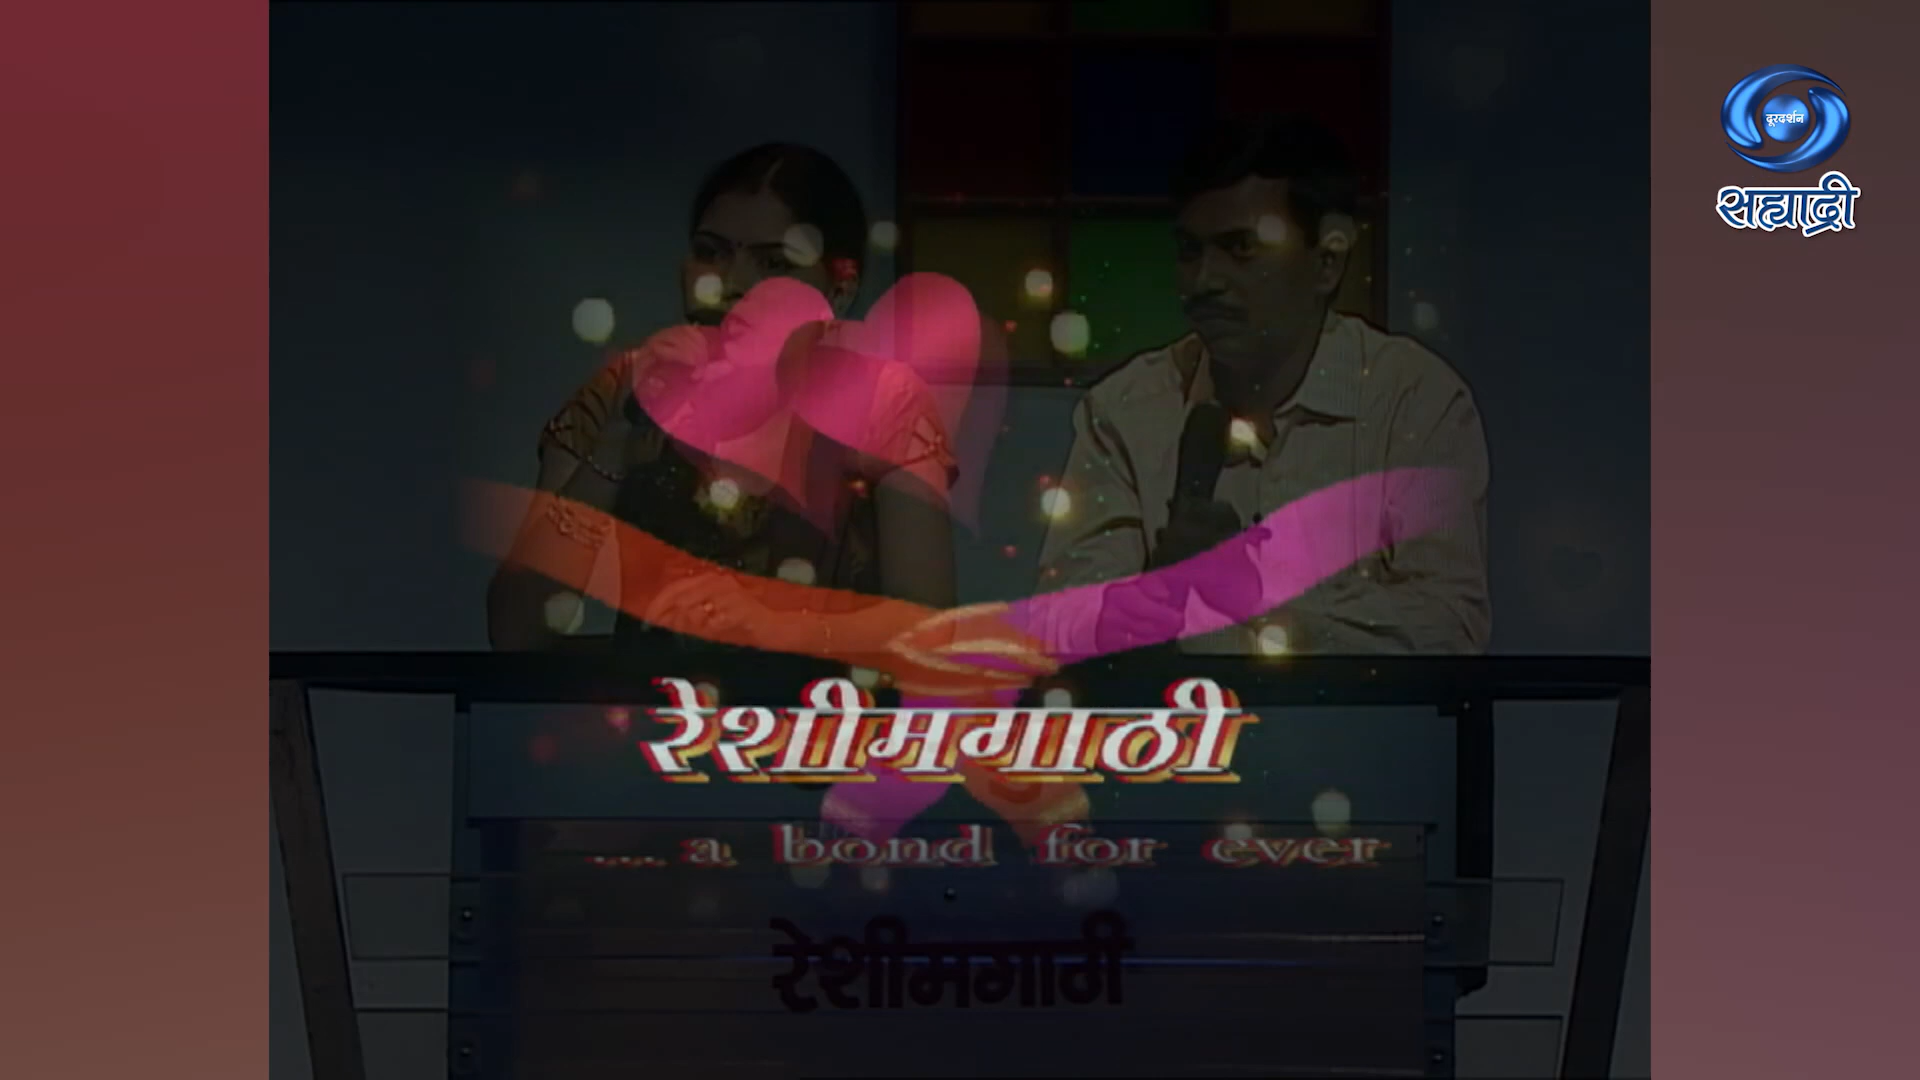 दूरदर्शन
सह्याद्री
रेशीमगाठी
....a bond for ever
रेशीमगाठी